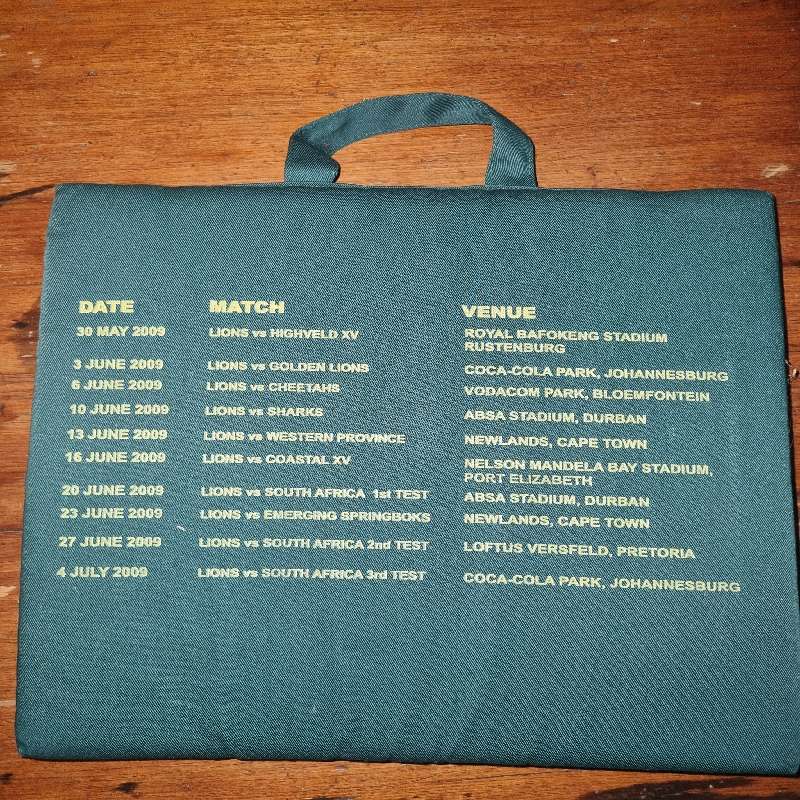 DATE MATCH VENUE
30 MAY 2009 LIONS vs HIGHVELD XV ROYAL BAFOKENG STADIUM
RUSTENBURG
3 JUNE 2009 LIONS vs GOLDEN LIONS COCA-COLA PARK, JOHANNESBURG
6 JUNE 2009 LIONS vs CHEETAHS VODACOM PARK, BLOEMFONTEIN
10 JUNE 2009 LIONS vs SHARKS ABSA STADIUM, DURBAN
13 JUNE 2009 LIONS vs WESTERN PROVINCE NEWLANDS, CAPE TOWN
16 JUNE 2009 LIONS vs COASTAL XV NELSON MANDELA BAY STADIUM,
PORT ELIZABETH
20 JUNE 2009 LIONS vs SOUTH AFRICA 1st TEST ABSA STADIUM, DURBAN
23 JUNE 2009 LIONS vs EMERGING SPRINGBOKS NEWLANDS, CAPE TOWN
27 JUNE 2009 LIONS vs SOUTH AFRICA 2nd TEST LOFTUS VERSFELD, PRETORIA
4 JULY 2009 LIONS vs SOUTH AFRICA 3rd TEST COCA-COLA PARK, JOHANNESBURG